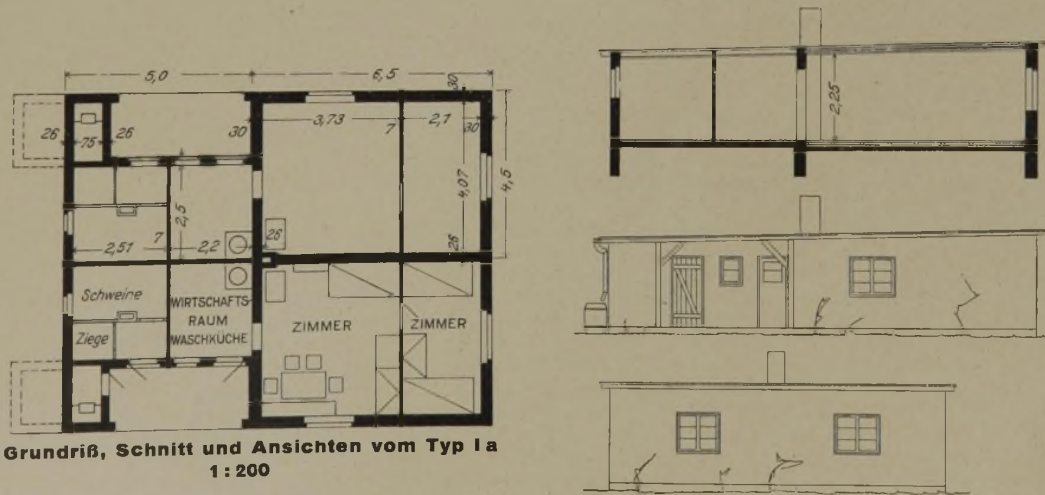 5,0
6,5
30
26
75
26
30
3,73
7
2,1
30
4,07
4,5
2,5
2,51
7
2,2
26
26
Schweine
WIRTSCHAFTS-
RAUM
WASCHKÜCHE
ZIMMER
ZIMMER
Ziege
2,25
Grundriß, Schnitt und Ansichten vom Typ I a
1 : 200